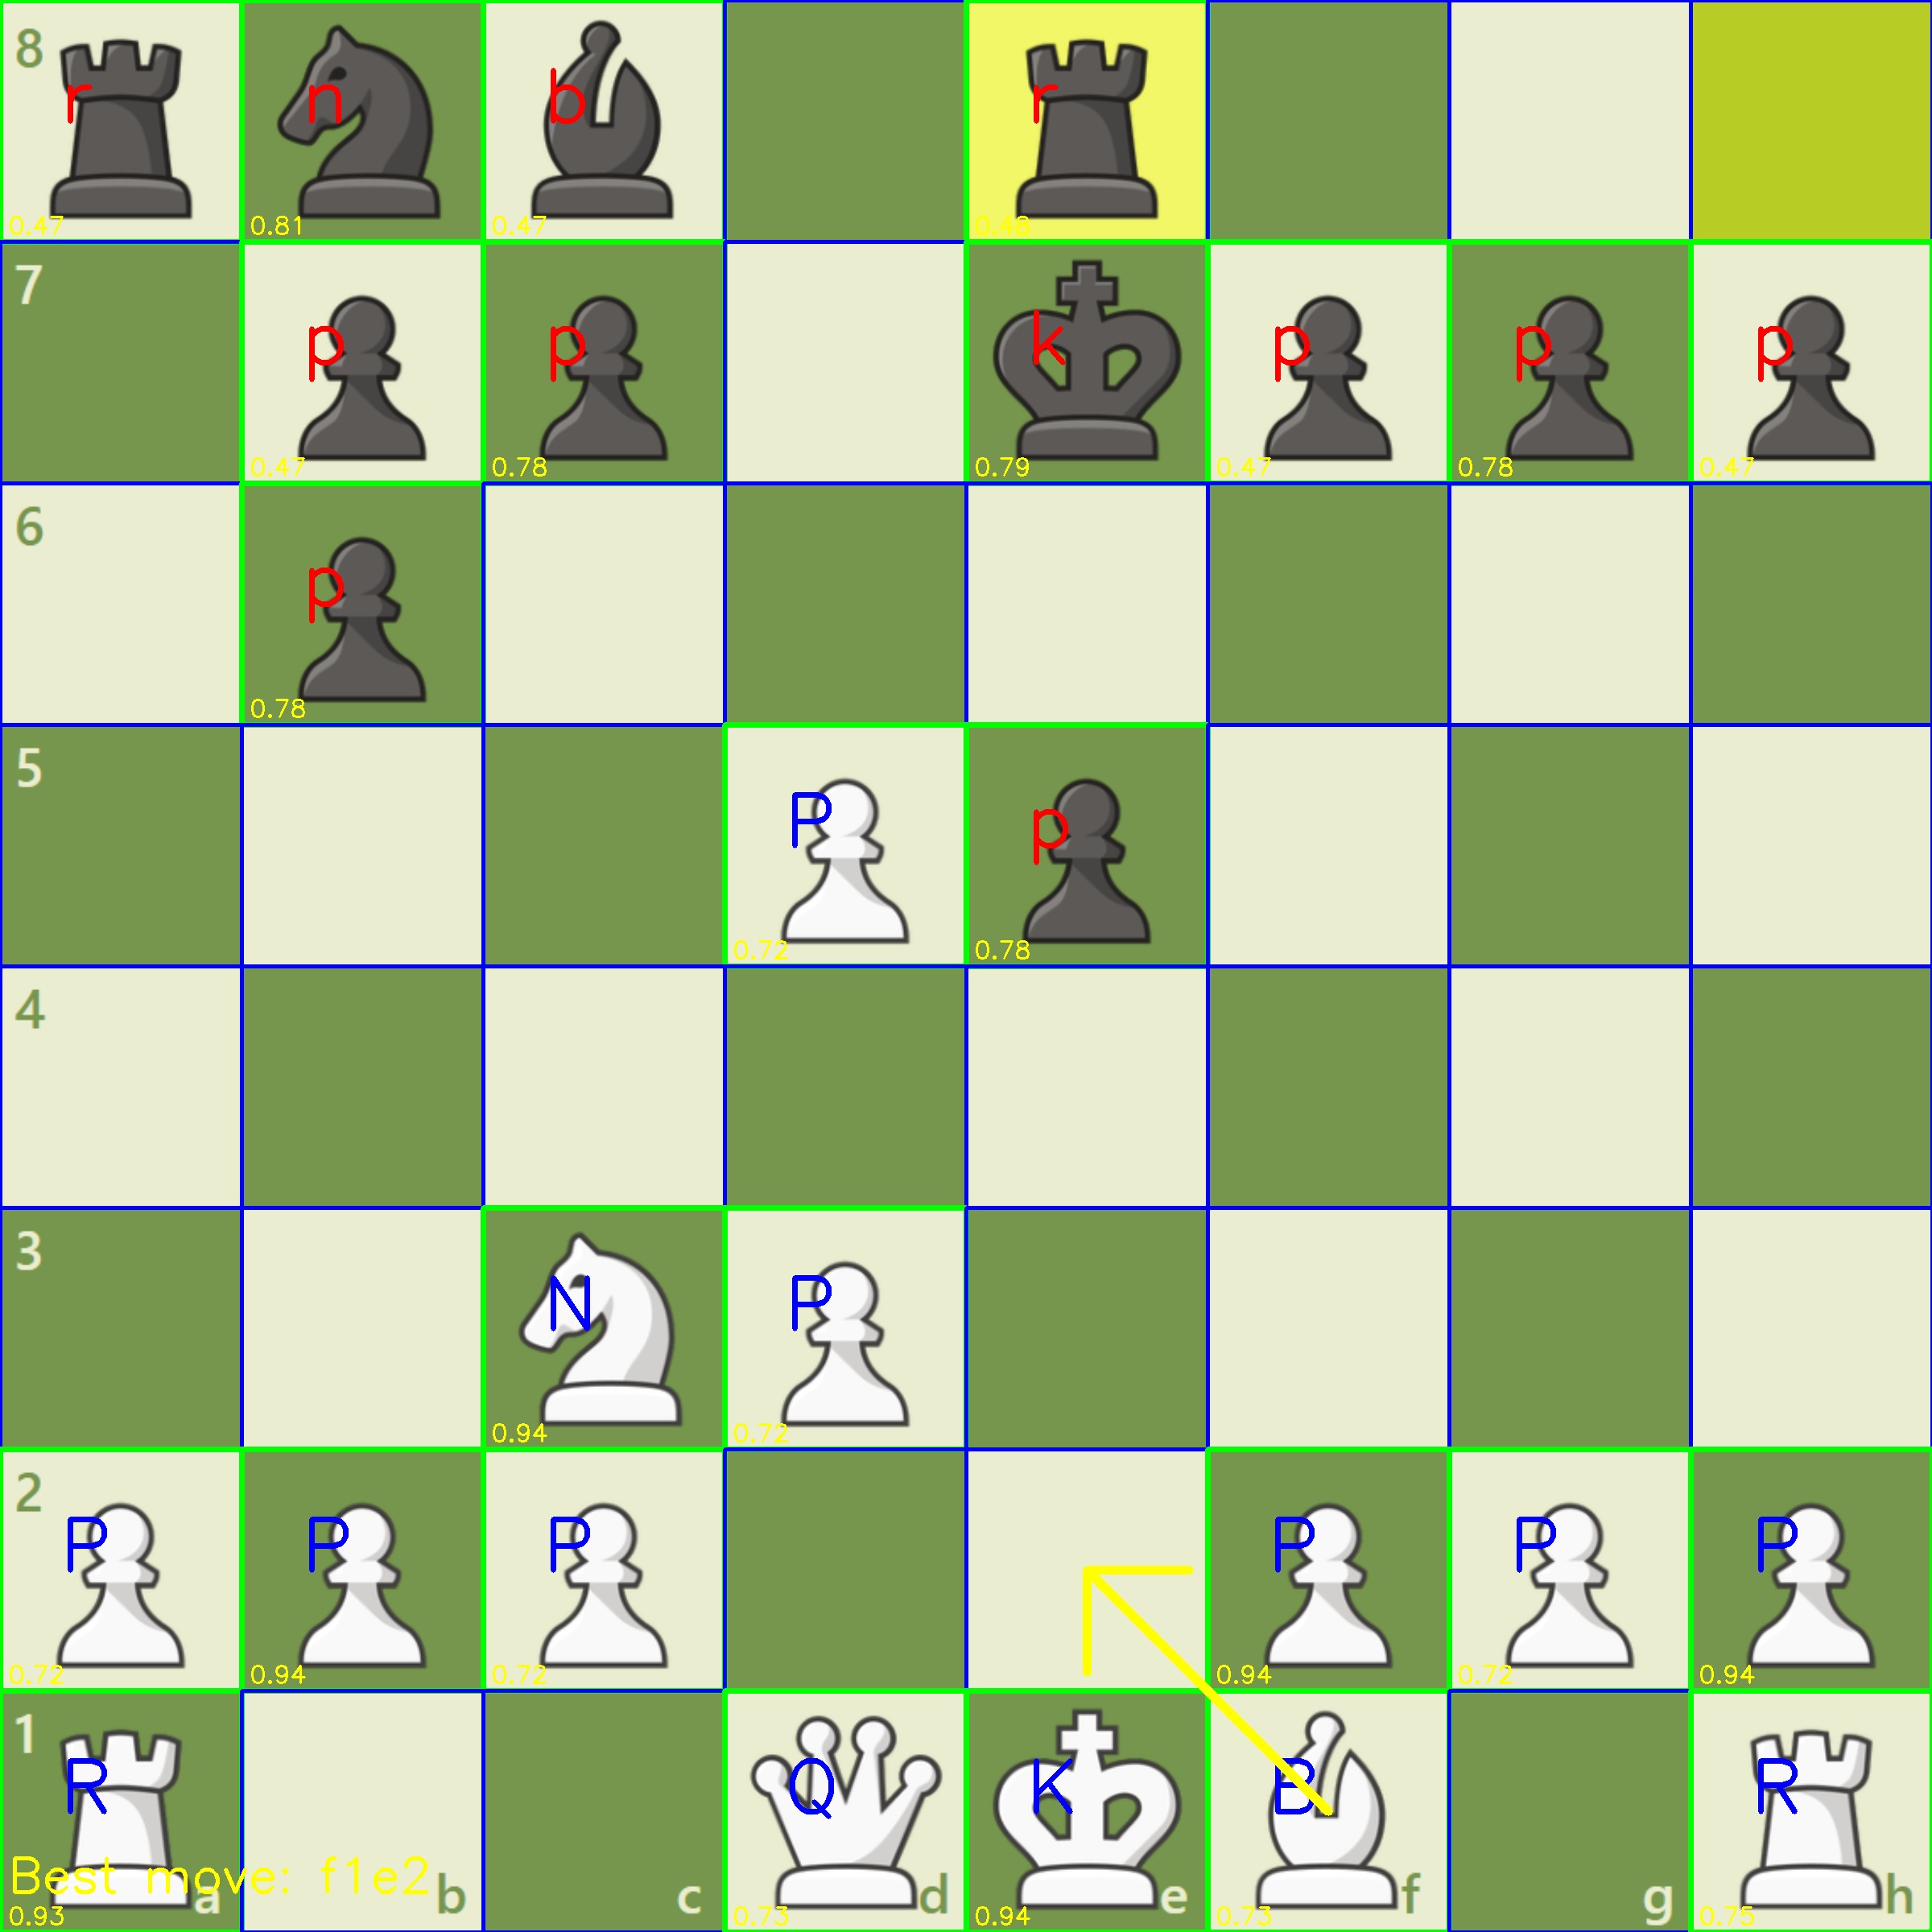 8 r n b r
0.47 0.81 0.47 0.48
7 p p k p p p
0.47 0.78 0.79 0.47 0.78 0.47
6 p
0.78
5 P p
0.72 0.78
4
3 N P
0.94 0.72
2 P P P P P P
0.72 0.94 0.72 0.94 0.72 0.94
1 R Q K B R
Best move: f1e2
a b c d e f g h
0.93 0.73 0.94 0.73 0.75